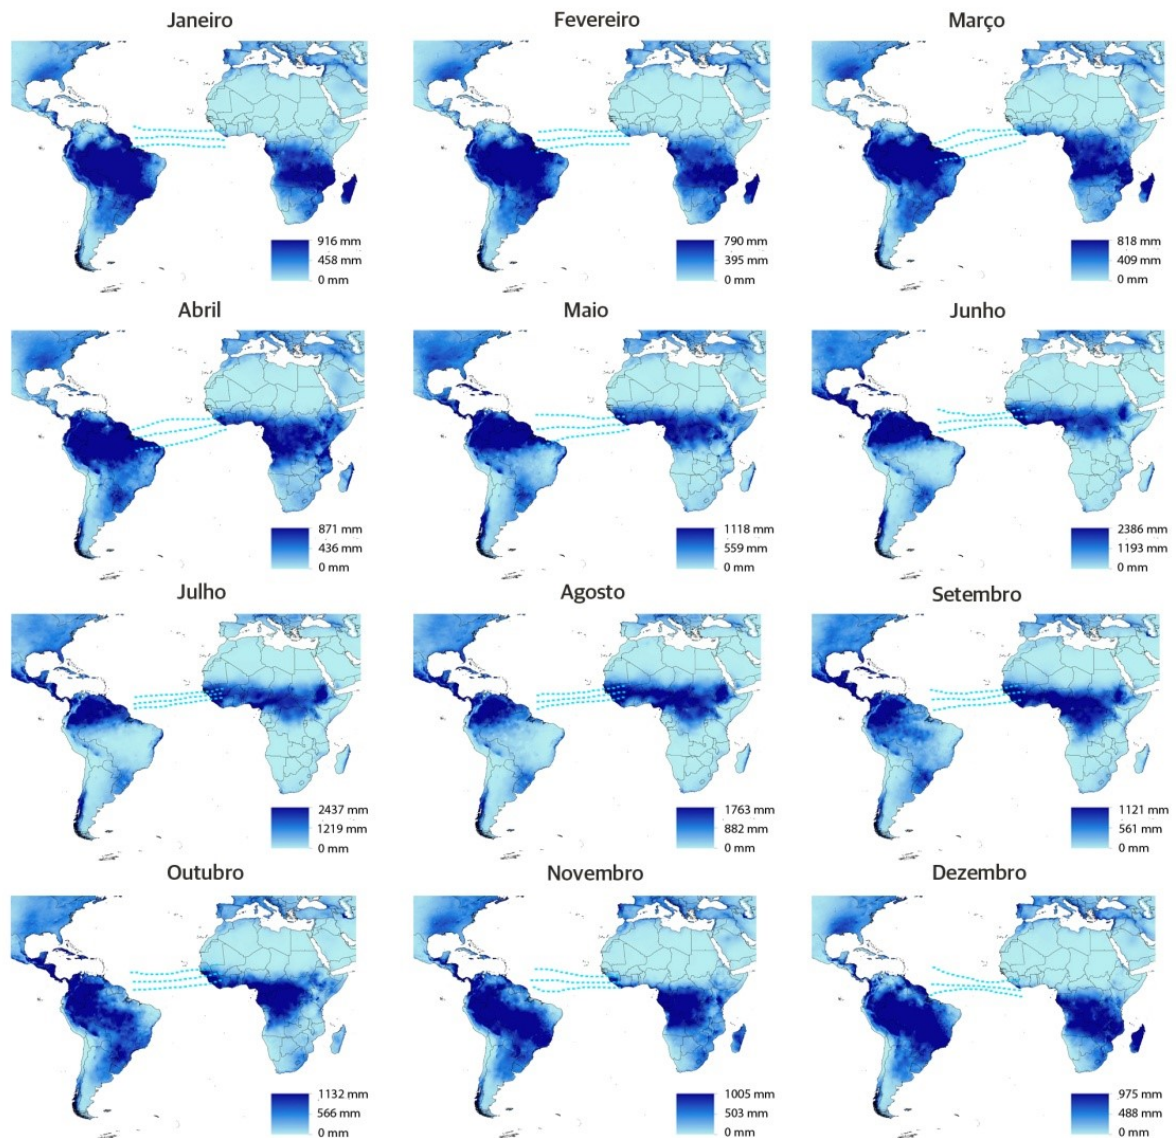 Janeiro
Fevereiro
Março
916 mm
458 mm
0 mm
790 mm
395 mm
0 mm
818 mm
409 mm
0 mm
Abril
Maio
Junho
871 mm
436 mm
0 mm
1118 mm
559 mm
0 mm
2386 mm
1193 mm
0 mm
Julho
Agosto
Setembro
2437 mm
1219 mm
0 mm
1763 mm
882 mm
0 mm
1121 mm
561 mm
0 mm
Outubro
Novembro
Dezembro
1132 mm
566 mm
0 mm
1005 mm
503 mm
0 mm
975 mm
488 mm
0 mm